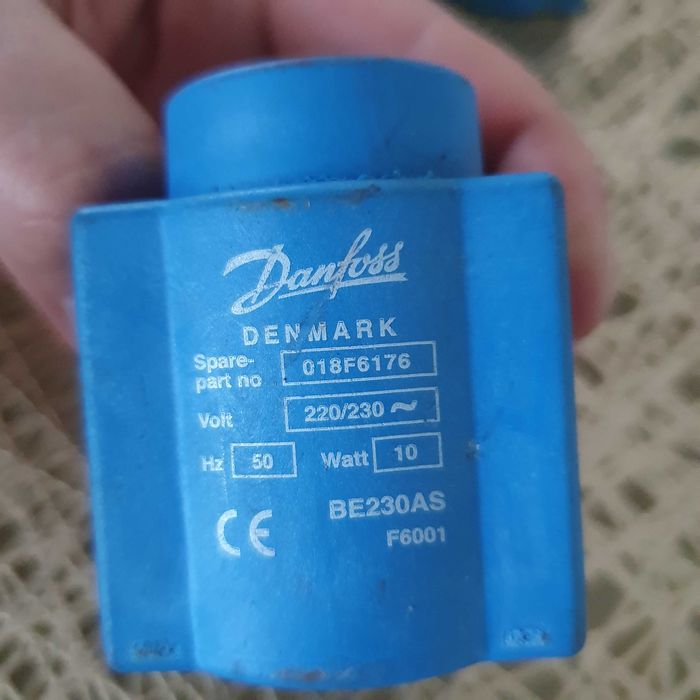 Danfoss
DENMARK
Spare-
part no 018F6176
Volt 220/230 ~
Hz 50 Watt 10
BE230AS
CE F6001